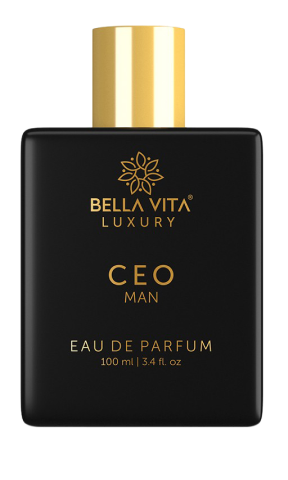 BELLA VITA®
LUXURY
CEO
MAN
EAU DE PARFUM
100 ml | 3.4 fl. oz